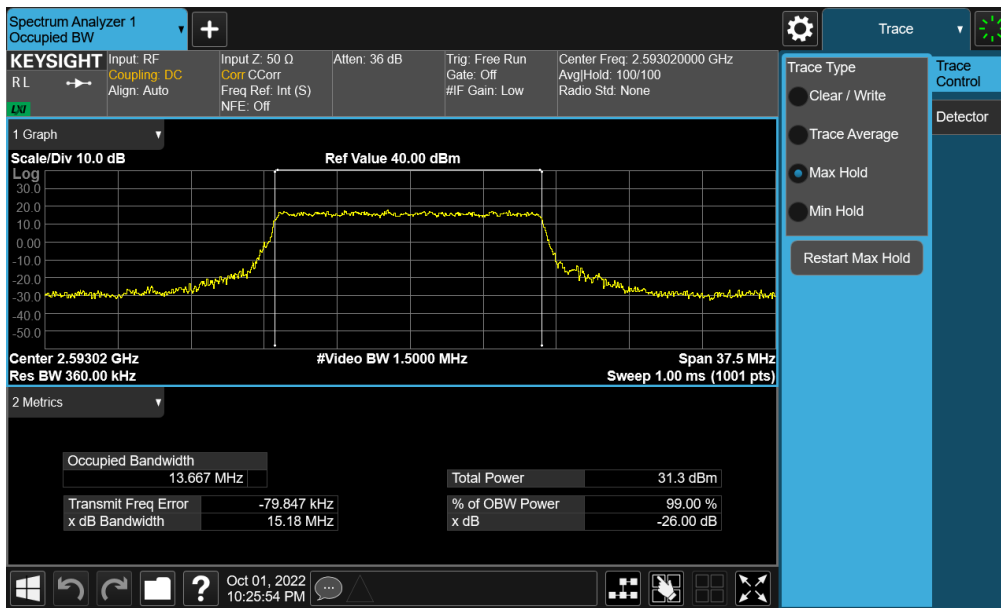 Spectrum Analyzer 1
Occupied BW
Trace
KEYSIGHT
R L
LXI
Input: RF
Coupling: DC
Align: Auto
Input Z: 50 Ω
Corr CCorr
Freq Ref: Int (S)
NFE: Off
Atten: 36 dB
Trig: Free Run
Gate: Off
#IF Gain: Low
Center Freq: 2.593020000 GHz
Avg|Hold: 100/100
Radio Std: None
Trace Type
Clear / Write
Trace Average
Max Hold
Min Hold
Restart Max Hold
Trace
Control
Detector
1 Graph
Scale/Div 10.0 dB
Ref Value 40.00 dBm
Log
30.0
20.0
10.0
0.00
-10.0
-20.0
-30.0
-40.0
-50.0
Center 2.59302 GHz
#Video BW 1.5000 MHz
Span 37.5 MHz
Res BW 360.00 kHz
Sweep 1.00 ms (1001 pts)
2 Metrics
Occupied Bandwidth
13.667 MHz
Total Power 31.3 dBm
Transmit Freq Error -79.847 kHz
% of OBW Power 99.00 %
x dB Bandwidth 15.18 MHz
x dB -26.00 dB
?
Oct 01, 2022
10:25:54 PM